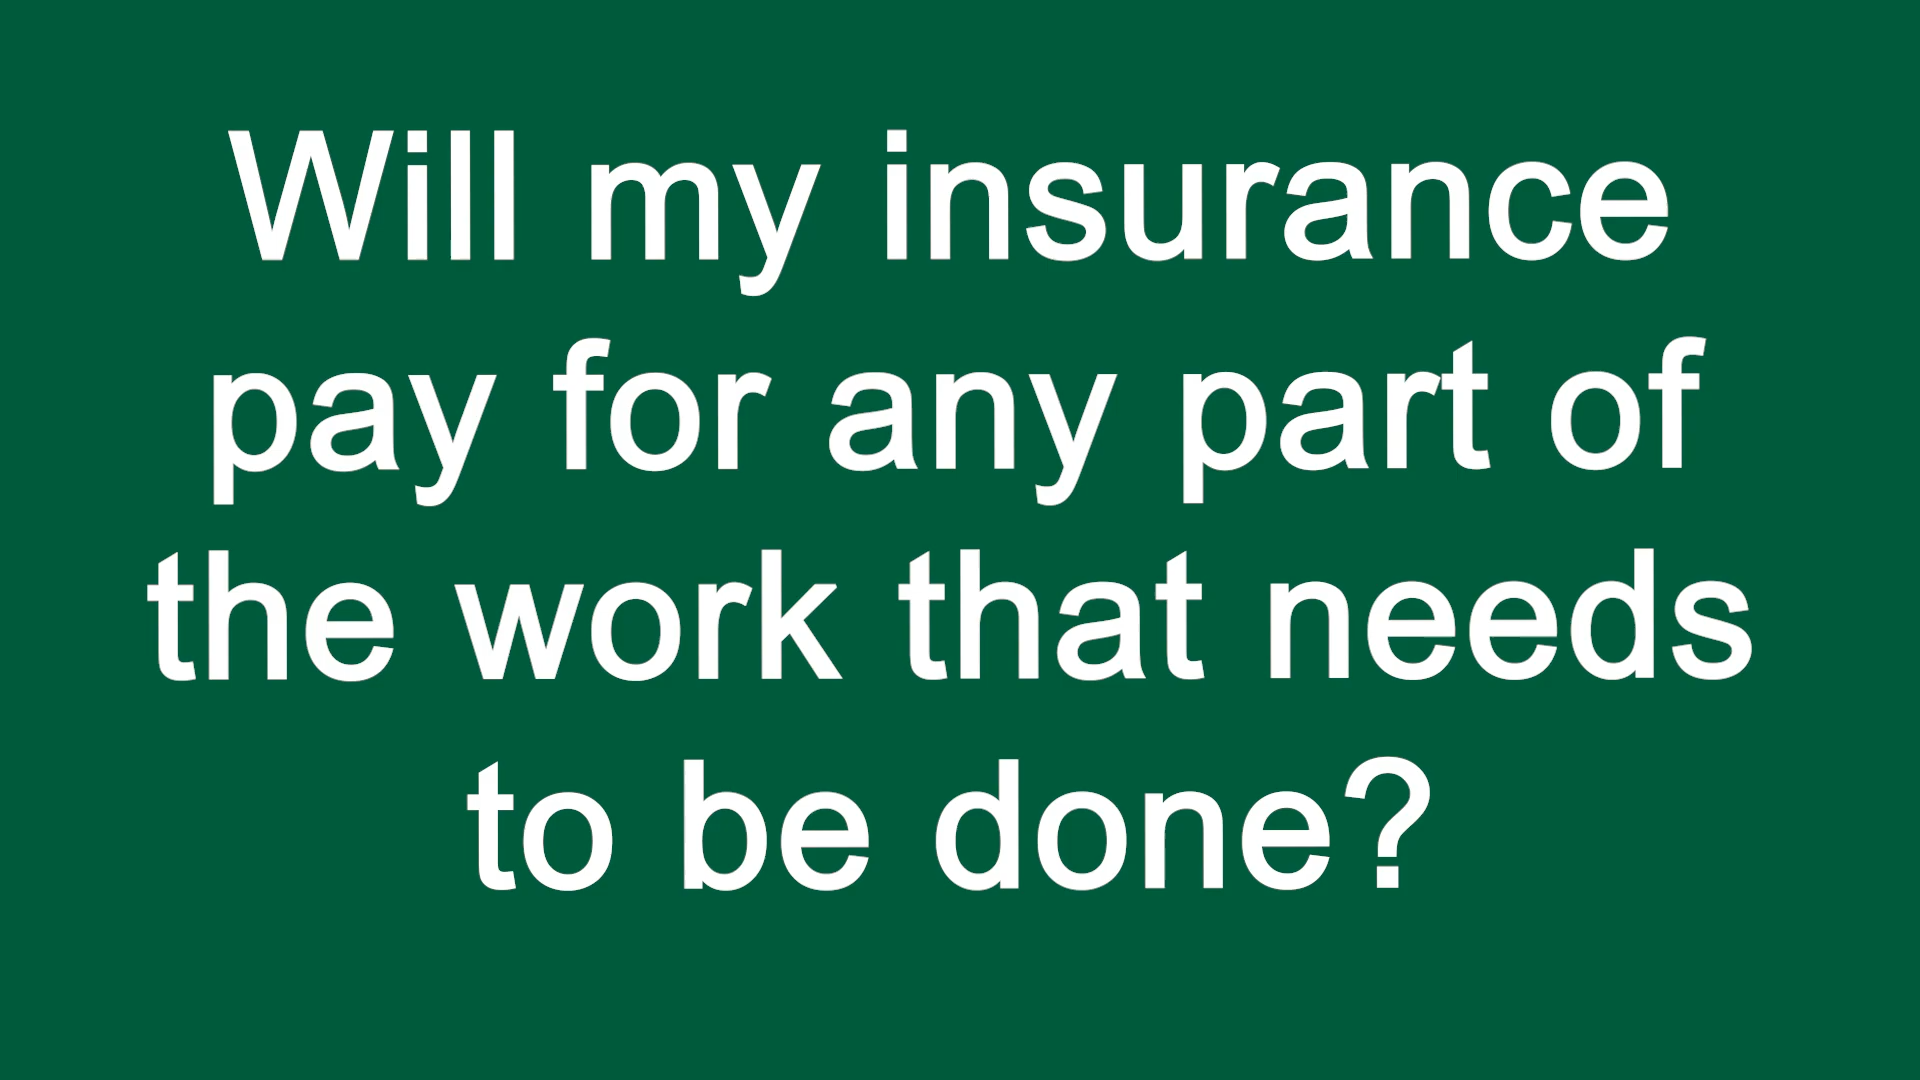 Will my insurance
pay for any part of
the work that needs
to be done?